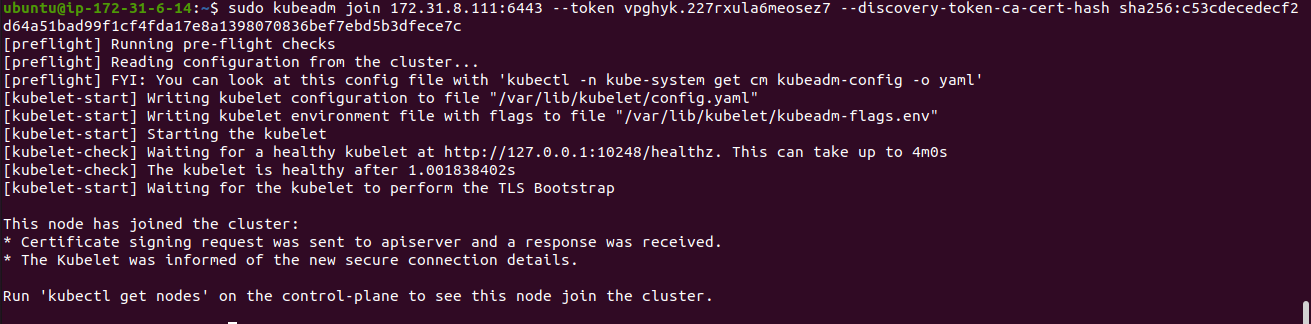 ubuntu@ip-172-31-6-14:~$ sudo kubeadm join 172.31.8.111:6443 --token vpghyk.227rxula6meosez7 --discovery-token-ca-cert-hash sha256:c53cdecedecf2
d64a51bad99f1cf4fda17e8a1398070836bef7ebd5b3dfece7c
[preflight] Running pre-flight checks
[preflight] Reading configuration from the cluster...
[preflight] FYI: You can look at this config file with 'kubectl -n kube-system get cm kubeadm-config -o yaml'
[kubelet-start] Writing kubelet configuration to file "/var/lib/kubelet/config.yaml"
[kubelet-start] Writing kubelet environment file with flags to file "/var/lib/kubelet/kubeadm-flags.env"
[kubelet-start] Starting the kubelet
[kubelet-check] Waiting for a healthy kubelet at http://127.0.0.1:10248/healthz. This can take up to 4m0s
[kubelet-check] The kubelet is healthy after 1.001838402s
[kubelet-start] Waiting for the kubelet to perform the TLS Bootstrap
This node has joined the cluster:
* Certificate signing request was sent to apiserver and a response was received.
* The Kubelet was informed of the new secure connection details.
Run 'kubectl get nodes' on the control-plane to see this node join the cluster.